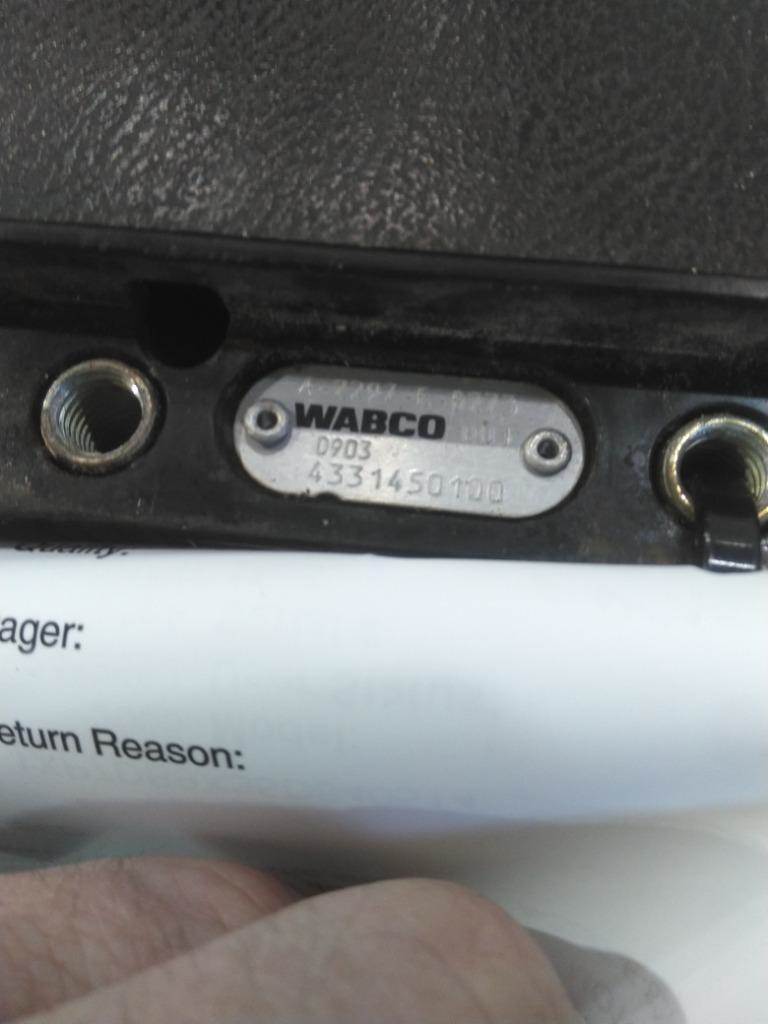 WABCO
0903
4331450100
ager:
eturn Reason: